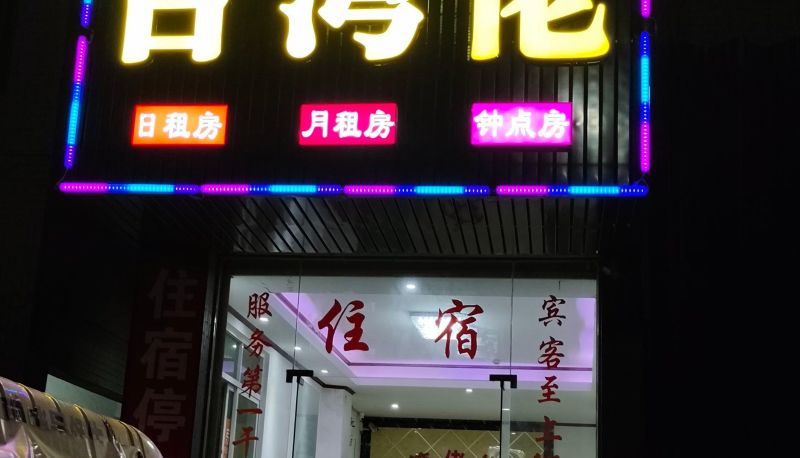 日租房 月租房 钟点房
住宿停
服务第一
住宿
宾客至上